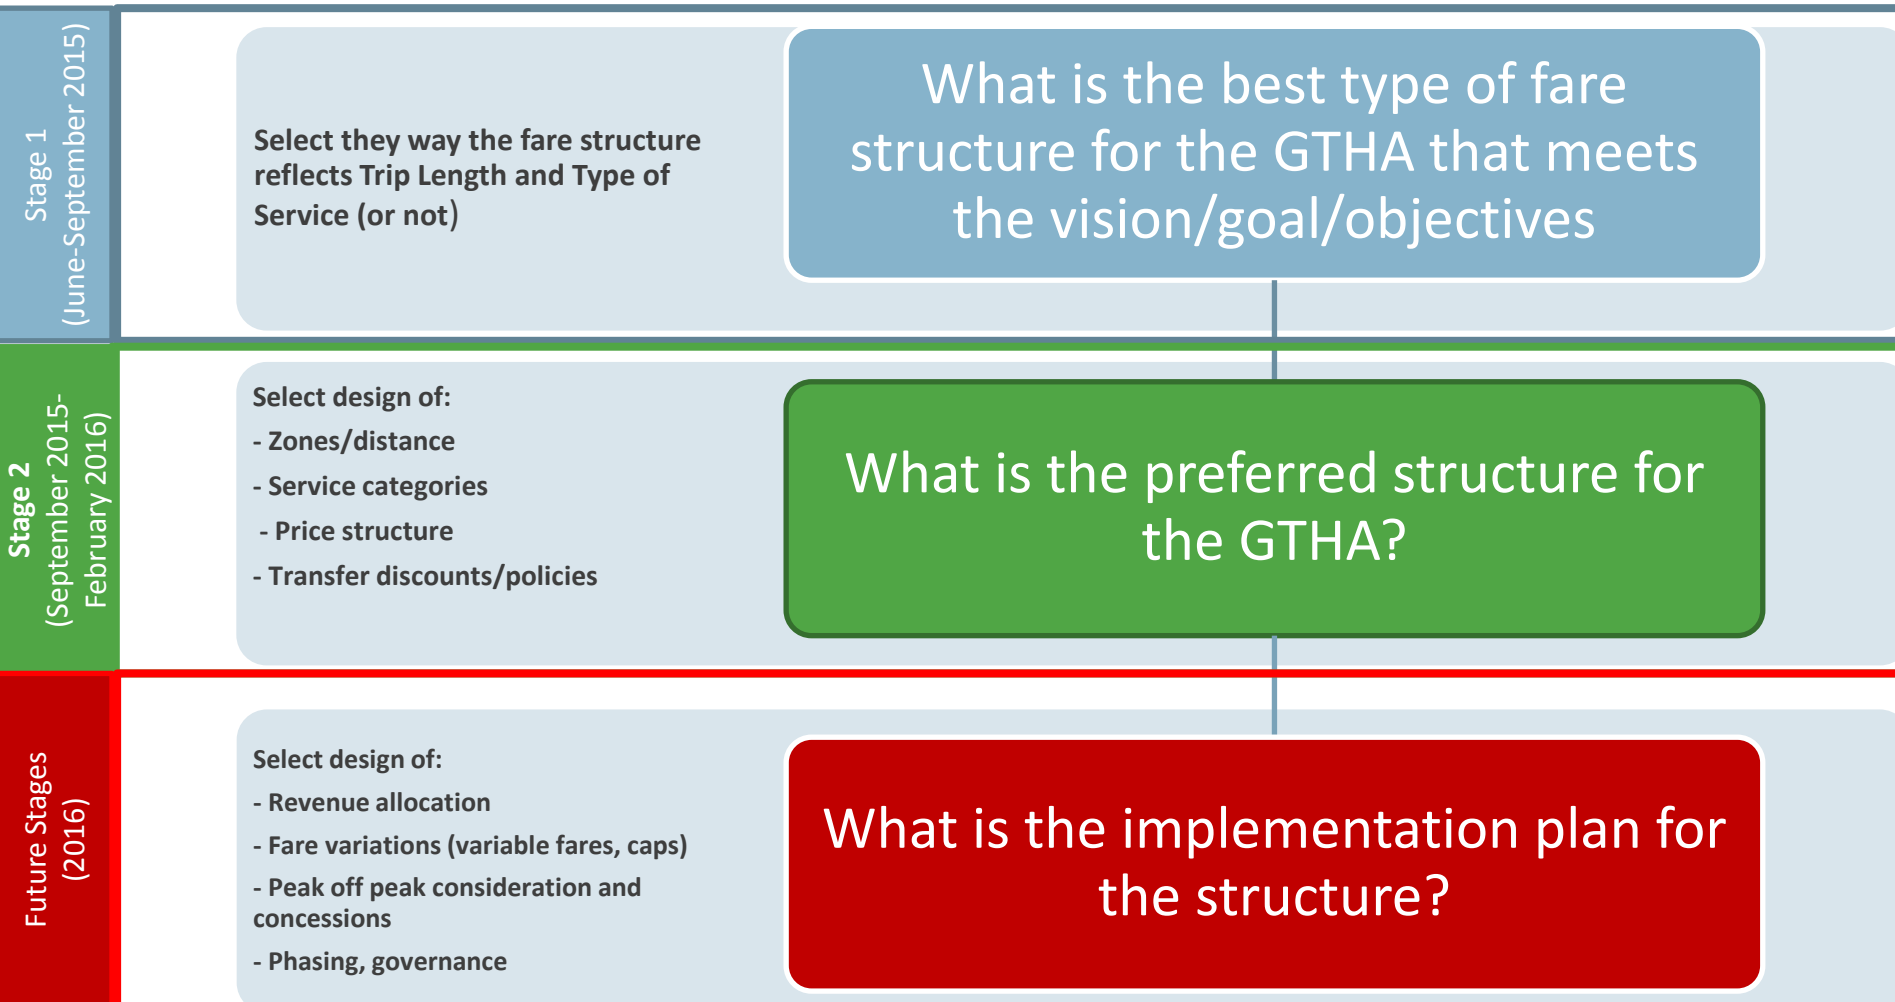 Stage 1
(June-September 2015)
Select they way the fare structure
reflects Trip Length and Type of
Service (or not)
What is the best type of fare
structure for the GTHA that meets
the vision/goal/objectives
Stage 2
(September 2015-
February 2016)
Select design of:
- Zones/distance
- Service categories
- Price structure
- Transfer discounts/policies
What is the preferred structure for
the GTHA?
Future Stages
(2016)
Select design of:
- Revenue allocation
- Fare variations (variable fares, caps)
- Peak off peak consideration and
concessions
- Phasing, governance
What is the implementation plan for
the structure?